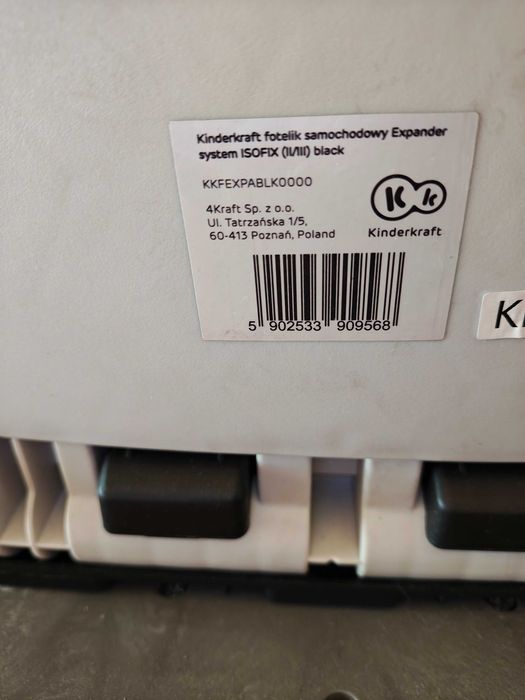 Kinderkraft fotelik samochodowy Expander
system ISOFIX (II/III) black
KKFEXPABLK0000
4Kraft Sp. z o.o.
Ul. Tatrzańska 1/5,
60-413 Poznań, Poland
K k
Kinderkraft
5 902533 909568